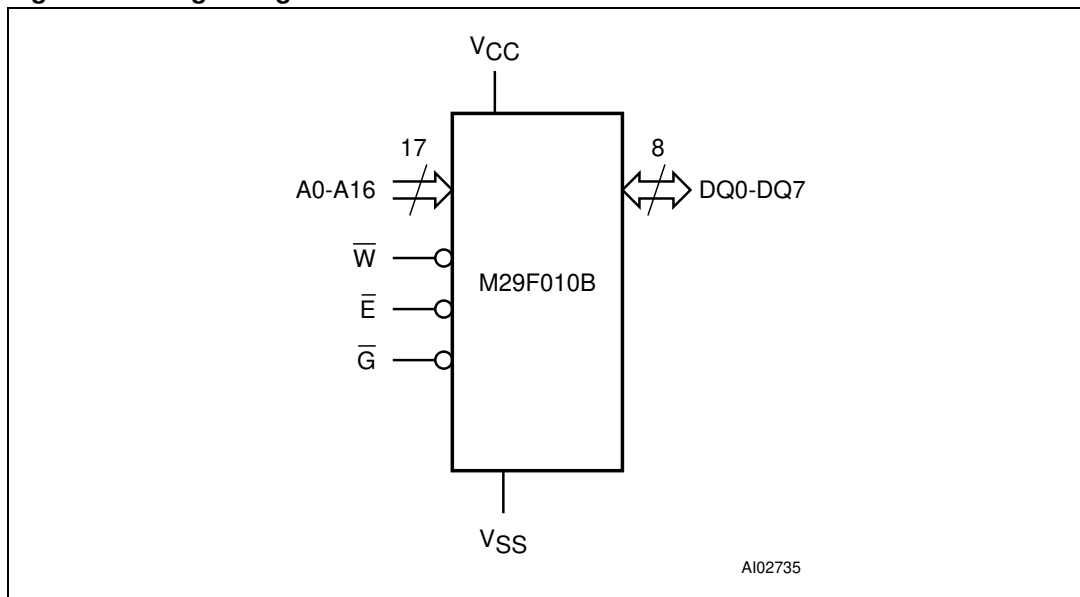 VCC
17
8
A0-A16
DQ0-DQ7
W̅
M29F010B
E̅
G̅
VSS
AI02735